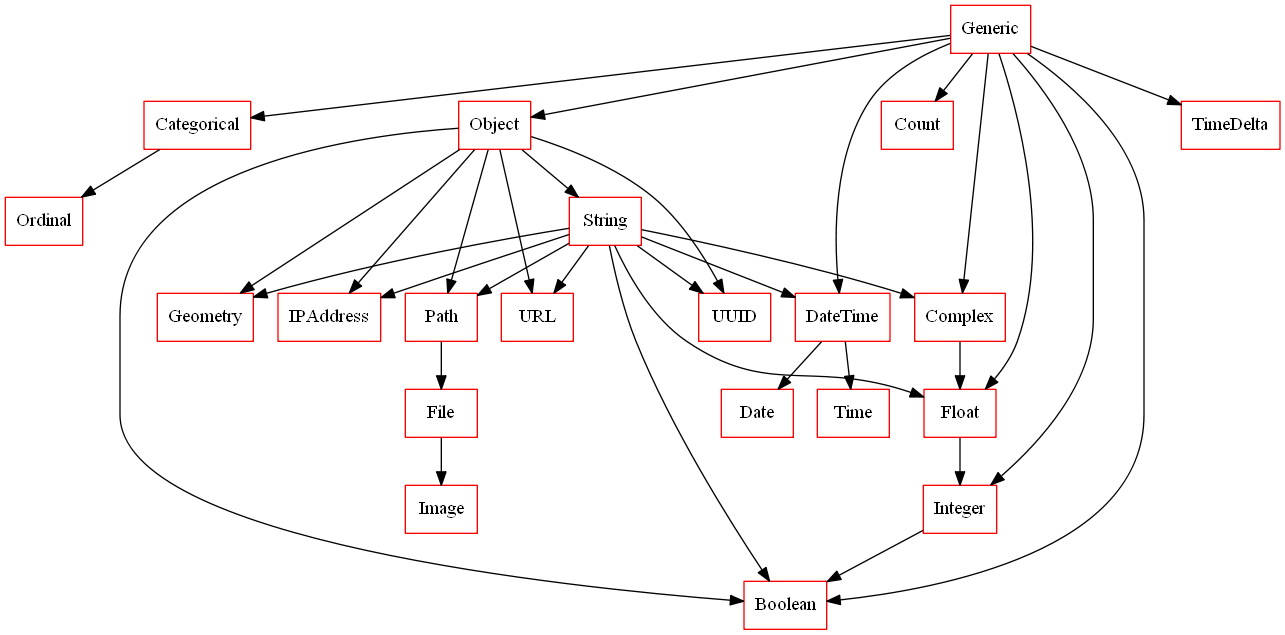 Generic
Categorical
Object
Count
TimeDelta
Ordinal
String
Geometry
IPAddress
Path
URL
UUID
DateTime
Complex
File
Date
Time
Float
Image
Integer
Boolean